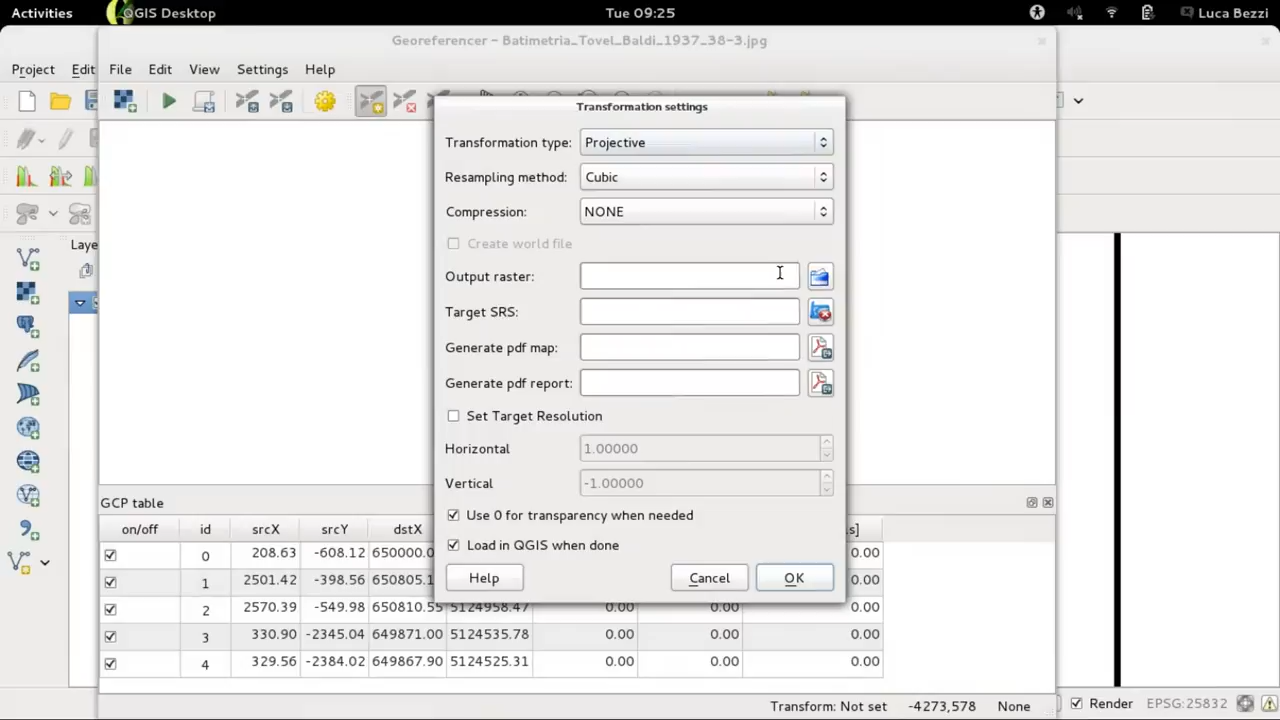 Activities
QGIS Desktop
Tue 09:25
Luca Bezzi
Georeferencer - Batimetria_Tovel_Baldi_1937_38-3.jpg
Project
Edit
File
Edit
View
Settings
Help
Transformation settings
Transformation type:
Projective
Resampling method:
Cubic
Compression:
NONE
Create world file
Output raster:
Target SRS:
Generate pdf map:
Generate pdf report:
Set Target Resolution
Horizontal
1.00000
Vertical
-1.00000
Use 0 for transparency when needed
Load in QGIS when done
Help
Cancel
OK
GCP table
on/off id srcX srcY dstX
0 208.63 -608.12 650000.0 0.00
1 2501.42 -398.56 650805.1 0.00
2 2570.39 -549.98 650810.55 5124958.47 0.00 0.00 0.00
3 330.90 -2345.04 649871.00 5124535.78 0.00 0.00 0.00
4 329.56 -2384.02 649867.90 5124525.31 0.00 0.00 0.00
Transform: Not set
-4273,578
None
Render
EPSG:25832